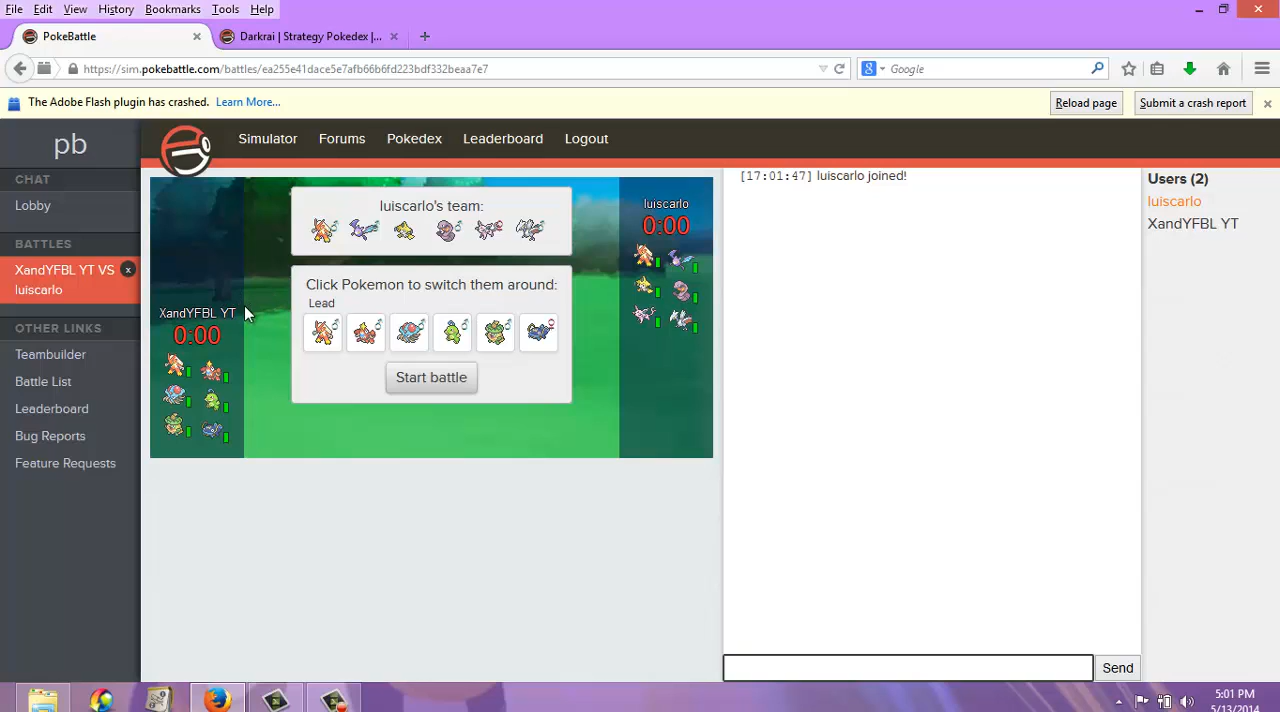 File Edit View History Bookmarks Tools Help
PokeBattle
Darkrai | Strategy Pokedex |...
https://sim.pokebattle.com/battles/ea255e41dace5e7afb66b6fd223bdf332beaa7e7
Google
The Adobe Flash plugin has crashed. Learn More...
Reload page
Submit a crash report
pb
Simulator Forums Pokedex Leaderboard Logout
CHAT
Lobby
BATTLES
XandYFBL YT VS
luiscarlo
OTHER LINKS
Teambuilder
Battle List
Leaderboard
Bug Reports
Feature Requests
luiscarlo's team:
Click Pokemon to switch them around:
Lead
Start battle
XandYFBL YT
0:00
luiscarlo
0:00
[17:01:47] luiscarlo joined!
Users (2)
luiscarlo
XandYFBL YT
Send
5:01 PM
5/13/2014